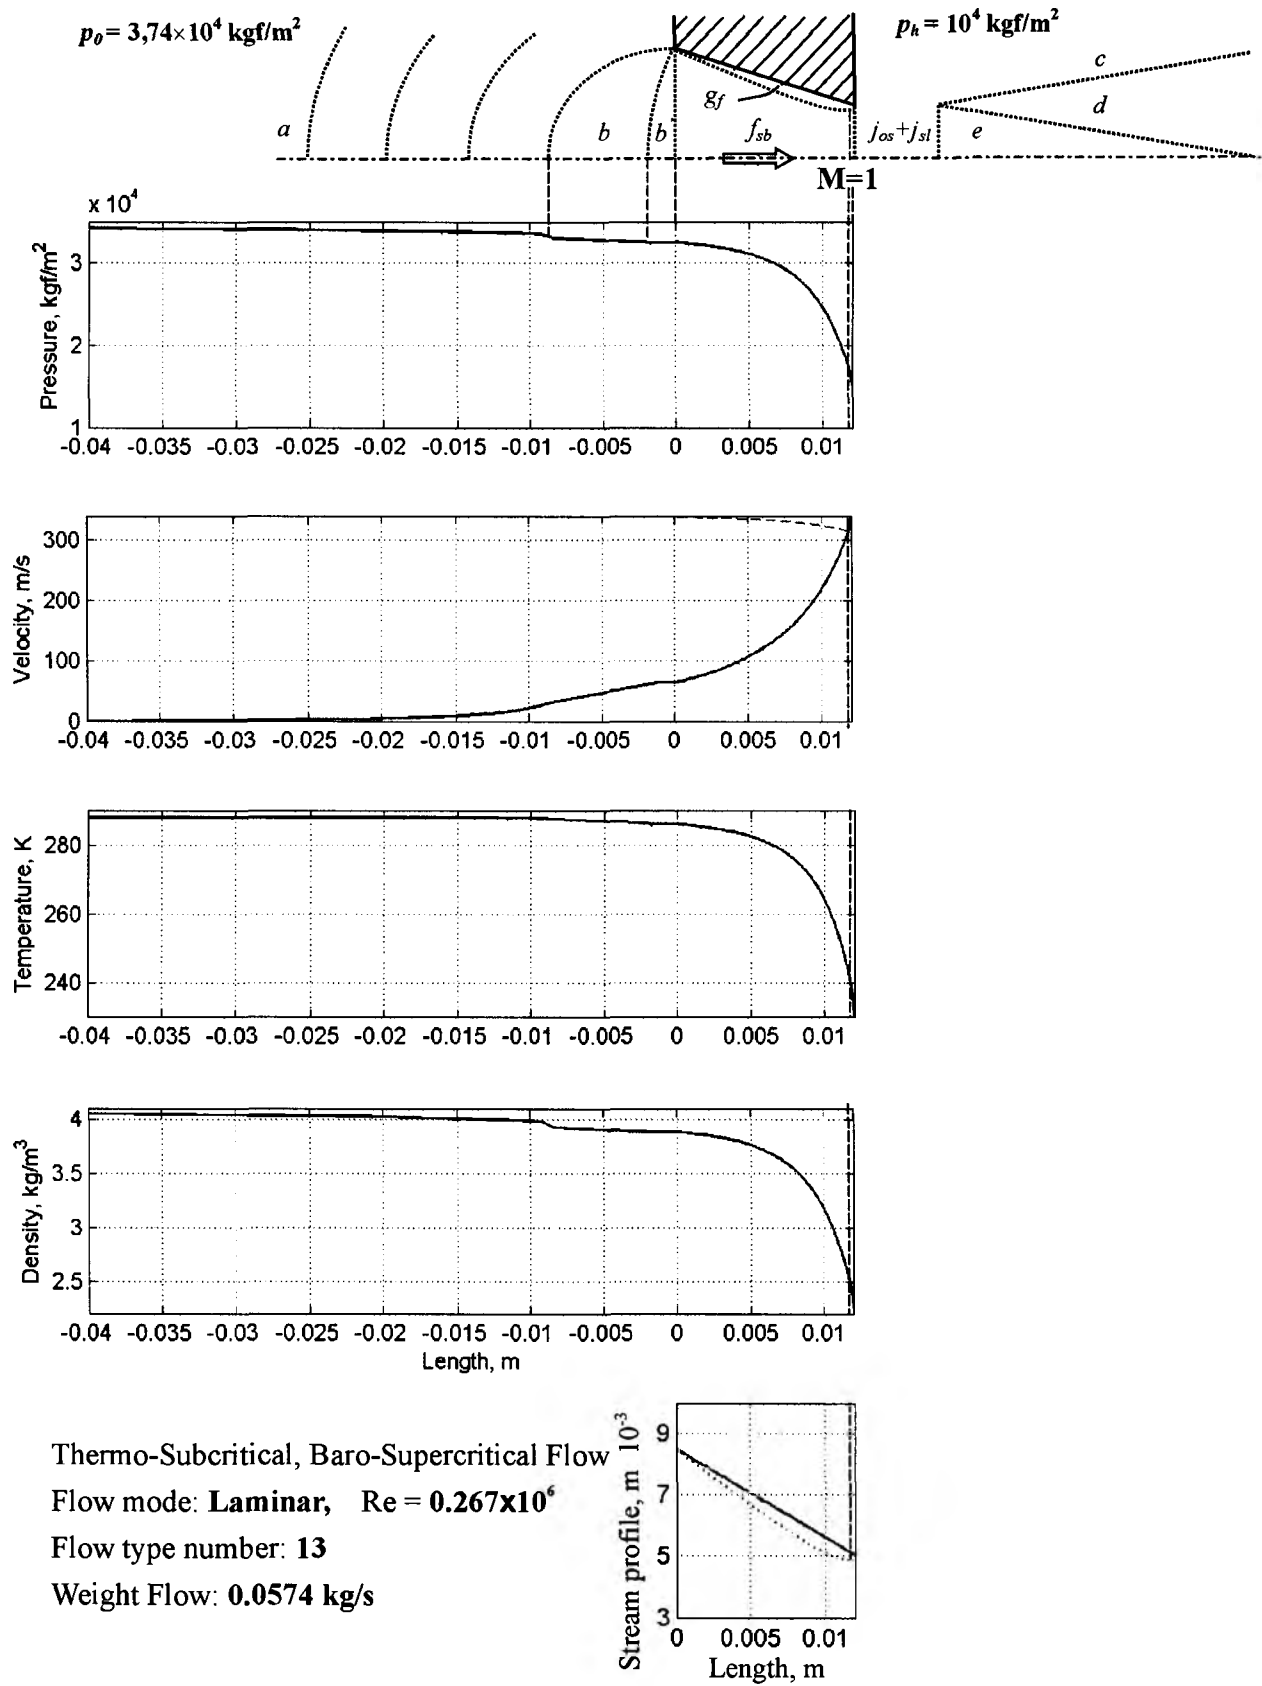 p₀ = 3,74×10⁴ kgf/m²
pₕ = 10⁴ kgf/m²
c
g_f
a
b
b
f_sb
j_os+j_sl
d
e
M=1
x 10⁴
Pressure, kgf/m²
3
2
1
-0.04 -0.035 -0.03 -0.025 -0.02 -0.015 -0.01 -0.005 0 0.005 0.01
Velocity, m/s
300
200
100
0
-0.04 -0.035 -0.03 -0.025 -0.02 -0.015 -0.01 -0.005 0 0.005 0.01
Temperature, K
280
260
240
-0.04 -0.035 -0.03 -0.025 -0.02 -0.015 -0.01 -0.005 0 0.005 0.01
Density, kg/m³
4
3.5
3
2.5
-0.04 -0.035 -0.03 -0.025 -0.02 -0.015 -0.01 -0.005 0 0.005 0.01
Length, m
Thermo-Subcritical, Baro-Supercritical Flow
Flow mode: Laminar, Re = 0.267x10⁶
Flow type number: 13
Weight Flow: 0.0574 kg/s
Stream profile, m 10⁻³
9
7
5
3
0 0.005 0.01
Length, m